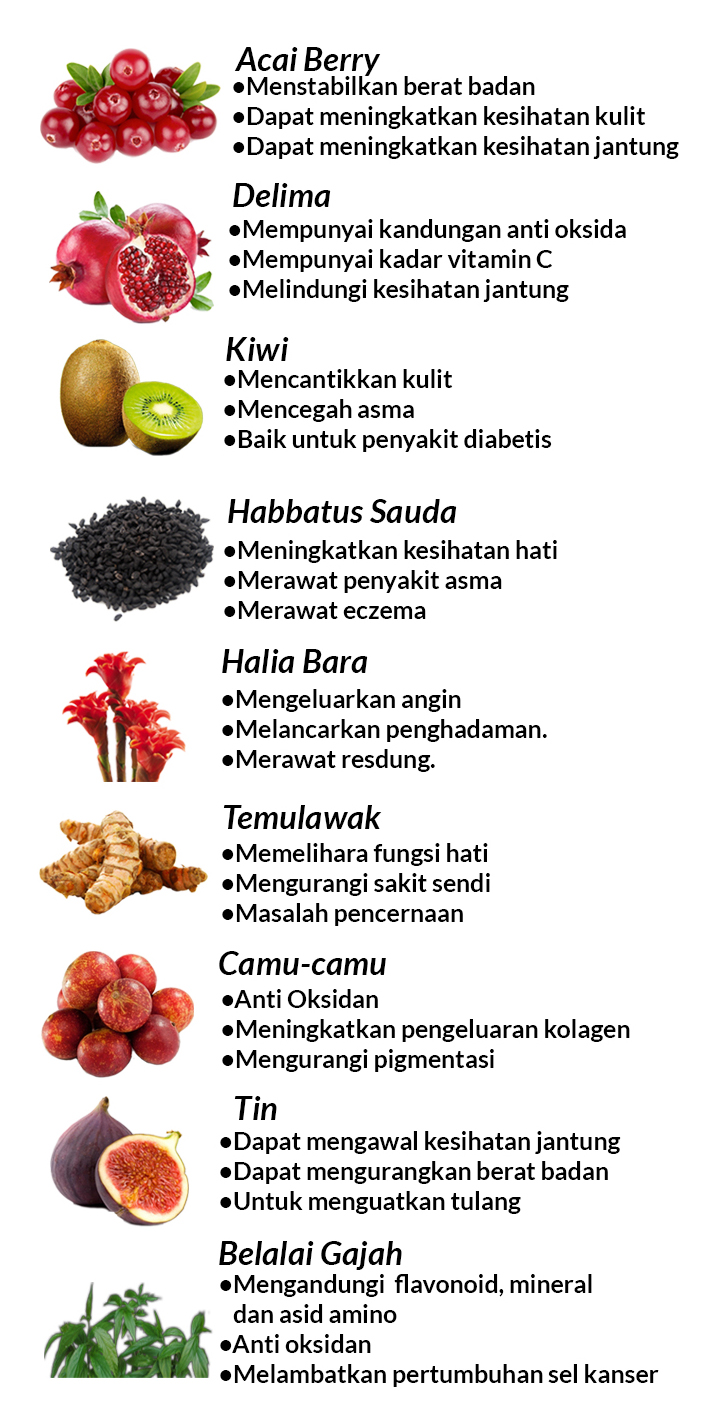 Acai Berry
•Menstabilkan berat badan
•Dapat meningkatkan kesihatan kulit
•Dapat meningkatkan kesihatan jantung
Delima
•Mempunyai kandungan anti oksida
•Mempunyai kadar vitamin C
•Melindungi kesihatan jantung
Kiwi
•Mencantikkan kulit
•Mencegah asma
•Baik untuk penyakit diabetis
Habbatus Sauda
•Meningkatkan kesihatan hati
•Merawat penyakit asma
•Merawat eczema
Halia Bara
•Mengeluarkan angin
•Melancarkan penghadaman.
•Merawat resdung.
Temulawak
•Memelihara fungsi hati
•Mengurangi sakit sendi
•Masalah pencernaan
Camu-camu
•Anti Oksidan
•Meningkatkan pengeluaran kolagen
•Mengurangi pigmentasi
Tin
•Dapat mengawal kesihatan jantung
•Dapat mengurangkan berat badan
•Untuk menguatkan tulang
Belalai Gajah
•Mengandungi flavonoid, mineral
dan asid amino
•Anti oksidan
•Melambatkan pertumbuhan sel kanser